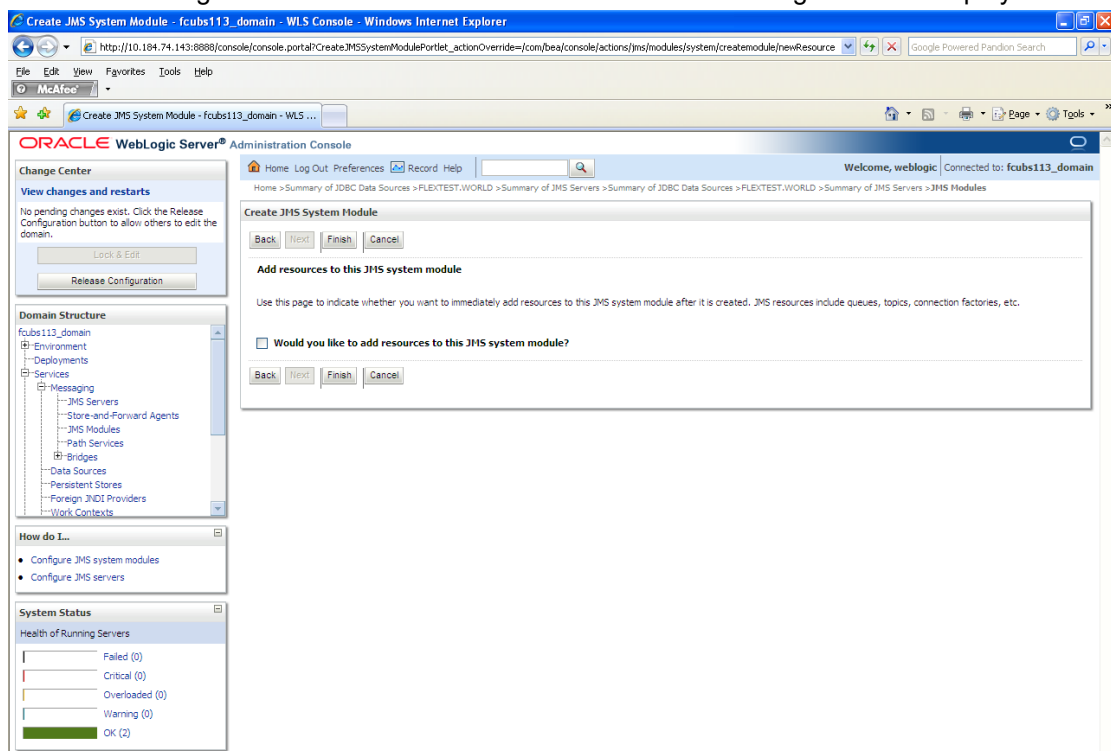 Create JMS System Module - fcubs113_domain - WLS Console - Windows Internet Explorer
http://10.184.74.143:8888/console/console.portal?CreateJMSSystemModulePortlet_actionOverride=/com/bea/console/actions/jms/modules/system/createmodule/newResource
Google Powered Pandion Search
File Edit View Favorites Tools Help
McAfee
Create JMS System Module - fcubs113_domain - WLS ...
Page Tools »
ORACLE WebLogic Server® Administration Console
Change Center
View changes and restarts
No pending changes exist. Click the Release
Configuration button to allow others to edit the
domain.
Lock & Edit
Release Configuration
Domain Structure
fcubs113_domain
Environment
Deployments
Services
Messaging
JMS Servers
Store-and-Forward Agents
JMS Modules
Path Services
Bridges
Data Sources
Persistent Stores
Foreign JNDI Providers
Work Contexts
How do I...
Configure JMS system modules
Configure JMS servers
System Status
Health of Running Servers
Failed (0)
Critical (0)
Overloaded (0)
Warning (0)
OK (2)
Home Log Out Preferences Record Help
Welcome, weblogic Connected to: fcubs113_domain
Home >Summary of JDBC Data Sources >FLEXTEST.WORLD >Summary of JMS Servers >Summary of JDBC Data Sources >FLEXTEST.WORLD >Summary of JMS Servers >JMS Modules
Create JMS System Module
Back Next Finish Cancel
Add resources to this JMS system module
Use this page to indicate whether you want to immediately add resources to this JMS system module after it is created. JMS resources include queues, topics, connection factories, etc.
Would you like to add resources to this JMS system module?
Back Next Finish Cancel